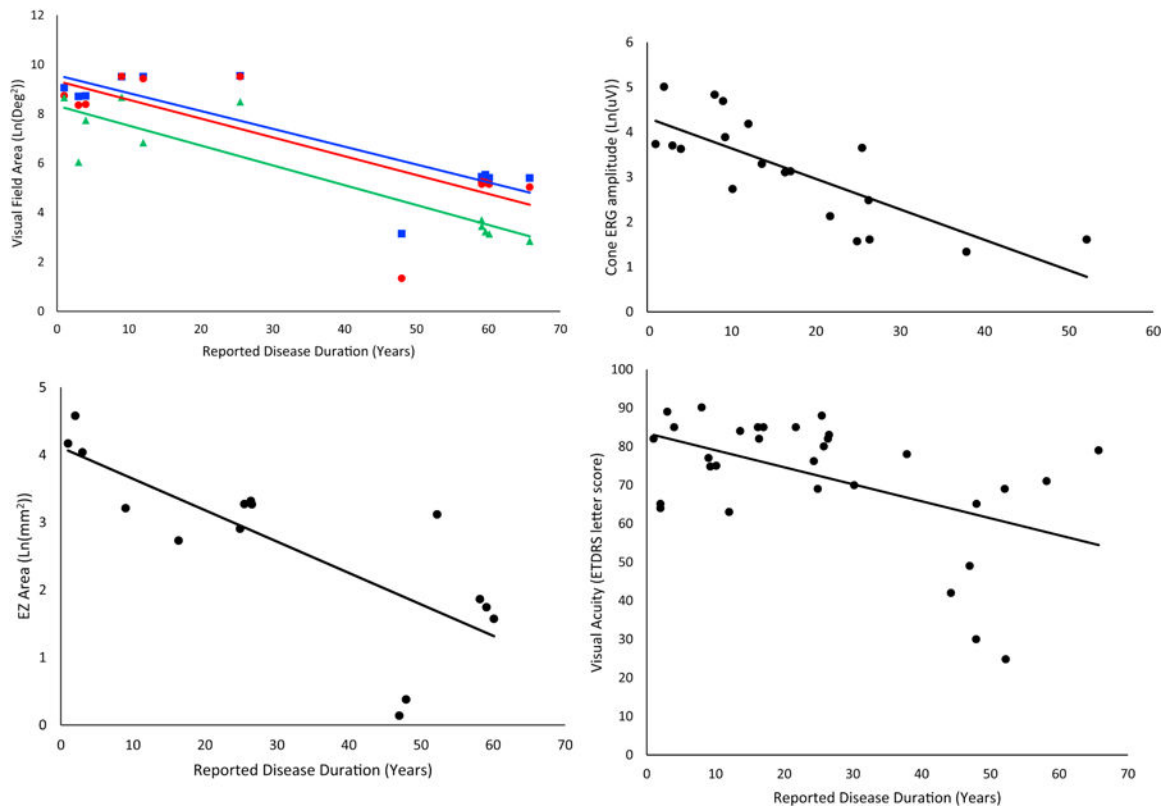 Visual Field Area (Ln(Deg²))
12
10
8
6
4
2
0
0 10 20 30 40 50 60 70
Reported Disease Duration (Years)
Cone ERG amplitude (Ln(uV))
6
5
4
3
2
1
0
0 10 20 30 40 50 60
EZ Area (Ln(mm²))
5
4
3
2
1
0
0 10 20 30 40 50 60 70
Reported Disease Duration (Years)
Visual Acuity (ETDRS letter score)
100
90
80
70
60
50
40
30
20
10
0
0 10 20 30 40 50 60 70
Reported Disease Duration (Years)